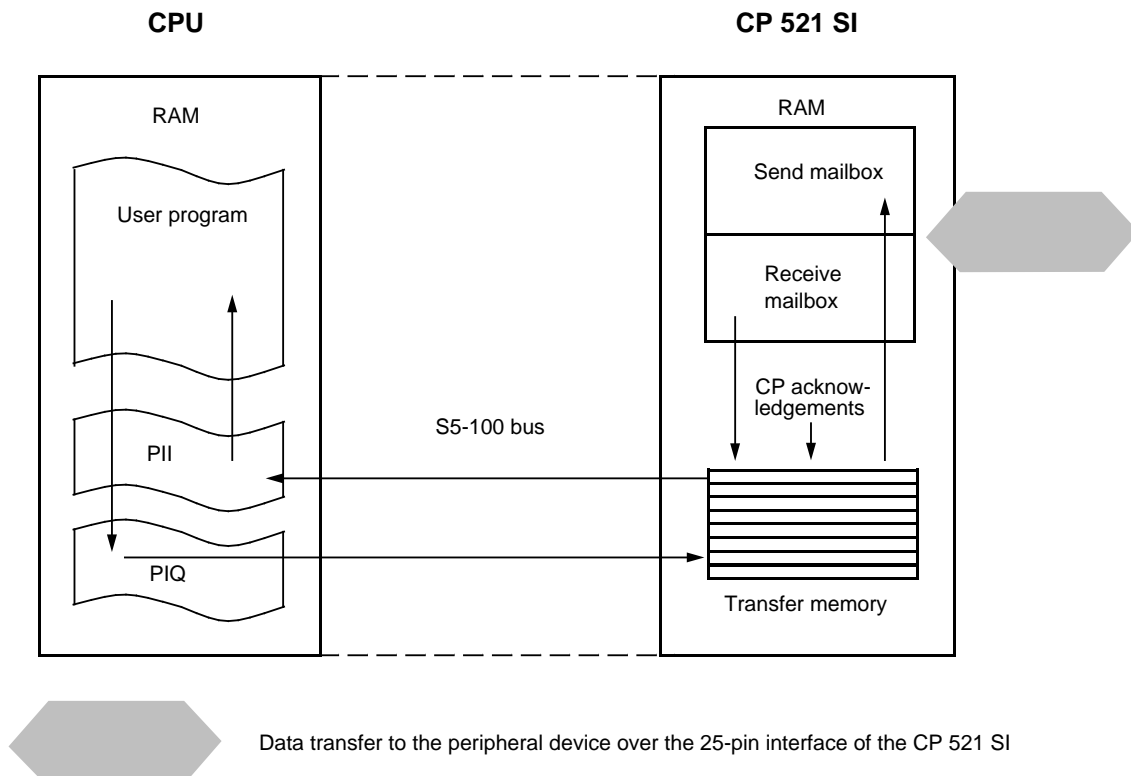 CPU
CP 521 SI
RAM
User program
PII
PIQ
S5-100 bus
RAM
Send mailbox
Receive
mailbox
CP acknow-
ledgements
Transfer memory
Data transfer to the peripheral device over the 25-pin interface of the CP 521 SI